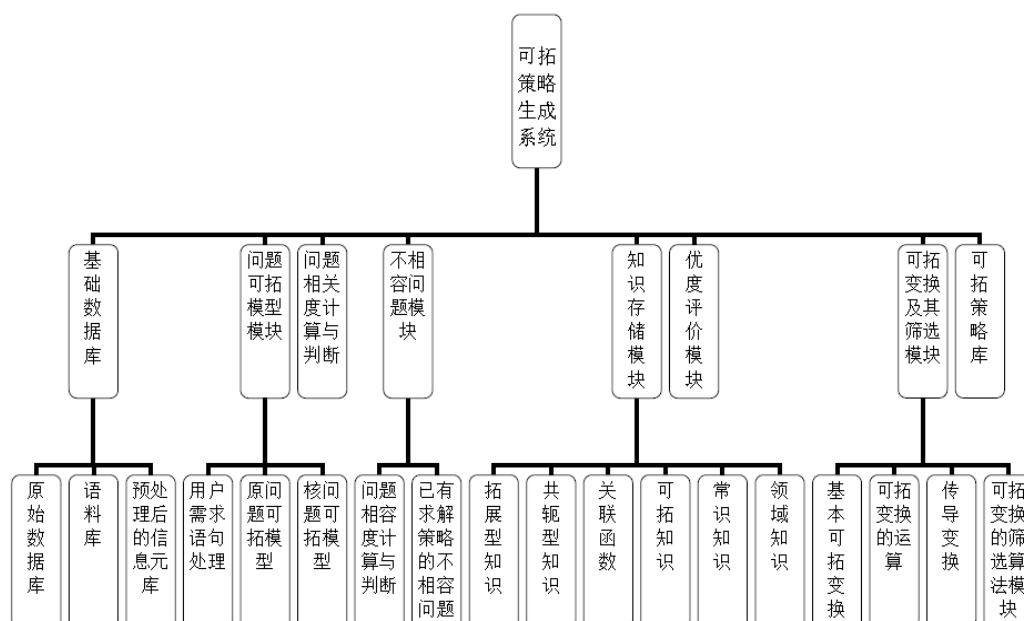 可拓
策略
生成
系统
基
础
数
据
库
问题
可拓
模型
模块
问题
相关
度计
算与
判断
不相
容问
题模
块
知
识
存
储
模
块
优
度
评
价
模
块
可拓
变换
及其
筛选
模块
可
拓
策
略
库
原
始
数
据
库
语
料
库
预处
理后
的信
息元
库
用户
需求
语句
处理
原问
题可
拓模
型
核问
题可
拓模
型
问题
相容
度计
算与
判断
已有
求解
策略
的不
相容
问题
拓
展
型
知
识
共
轭
型
知
识
关
联
函
数
可
拓
知
识
常
识
知
识
领
域
知
识
基
本
可
拓
变
换
可拓
变换
的运
算
传
导
变
换
可拓
变换
的筛
选算
法模
块